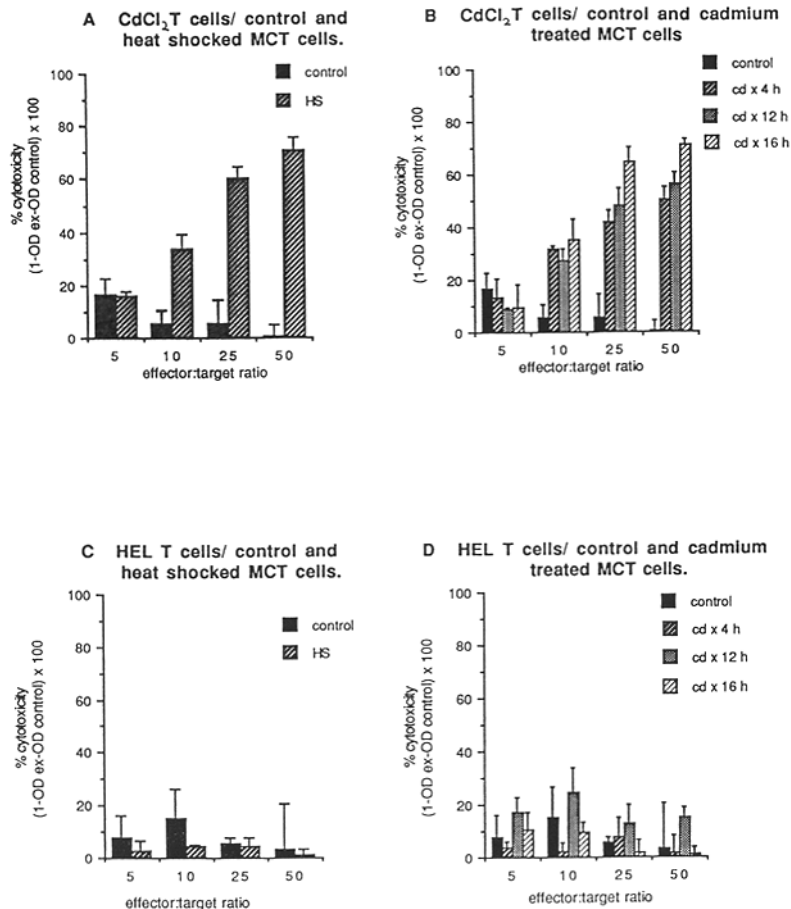 A CdCl2T cells/ control and
heat shocked MCT cells.
control
HS
% cytotoxicity
(1-OD ex-OD control) x 100
100
80
60
40
20
0
5 10 25 50
effector:target ratio
B CdCl2T cells/ control and cadmium
treated MCT cells
control
cd x 4 h
cd x 12 h
cd x 16 h
% cytotoxicity
(1-OD ex-OD control) x 100
100
80
60
40
20
0
5 10 25 50
effector:target ratio
C HEL T cells/ control and
heat shocked MCT cells.
control
HS
% cytotoxicity
(1-OD ex-OD control) x 100
100
80
60
40
20
0
5 10 25 50
effector:target ratio
D HEL T cells/ control and cadmium
treated MCT cells.
control
cd x 4 h
cd x 12 h
cd x 16 h
% cytotoxicity
(1-OD ex-OD control) x 100
100
80
60
40
20
0
5 10 25 50
effector:target ratio